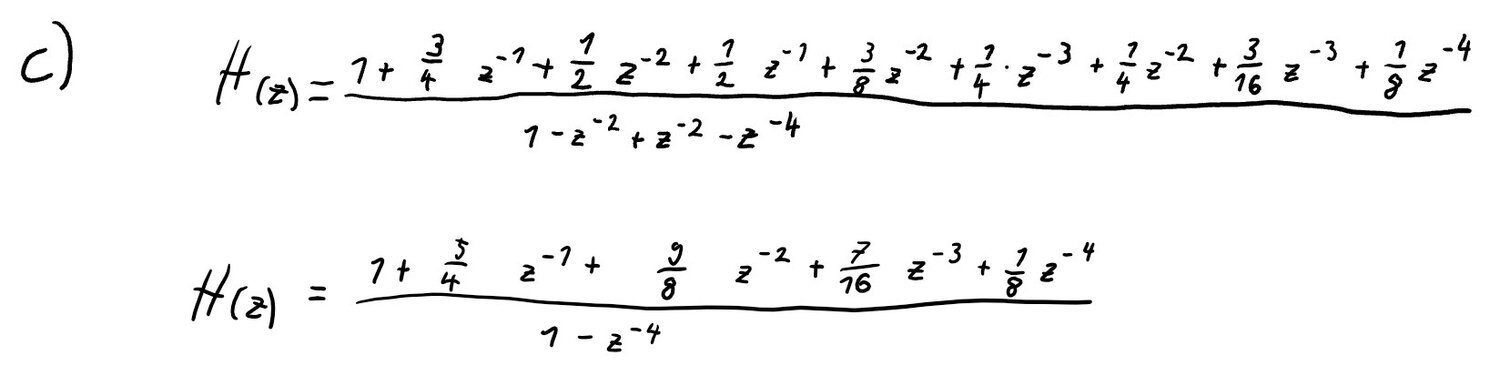 c) H(z) = (1 + 3/4 z^-1 + 1/2 z^-2 + 1/2 z^-1 + 3/8 z^-2 + 1/4 · z^-3 + 1/4 z^-2 + 3/16 z^-3 + 1/8 z^-4) / (1 - z^-2 + z^-2 - z^-4)
H(z) = (1 + 5/4 z^-1 + 9/8 z^-2 + 7/16 z^-3 + 1/8 z^-4) / (1 - z^-4)